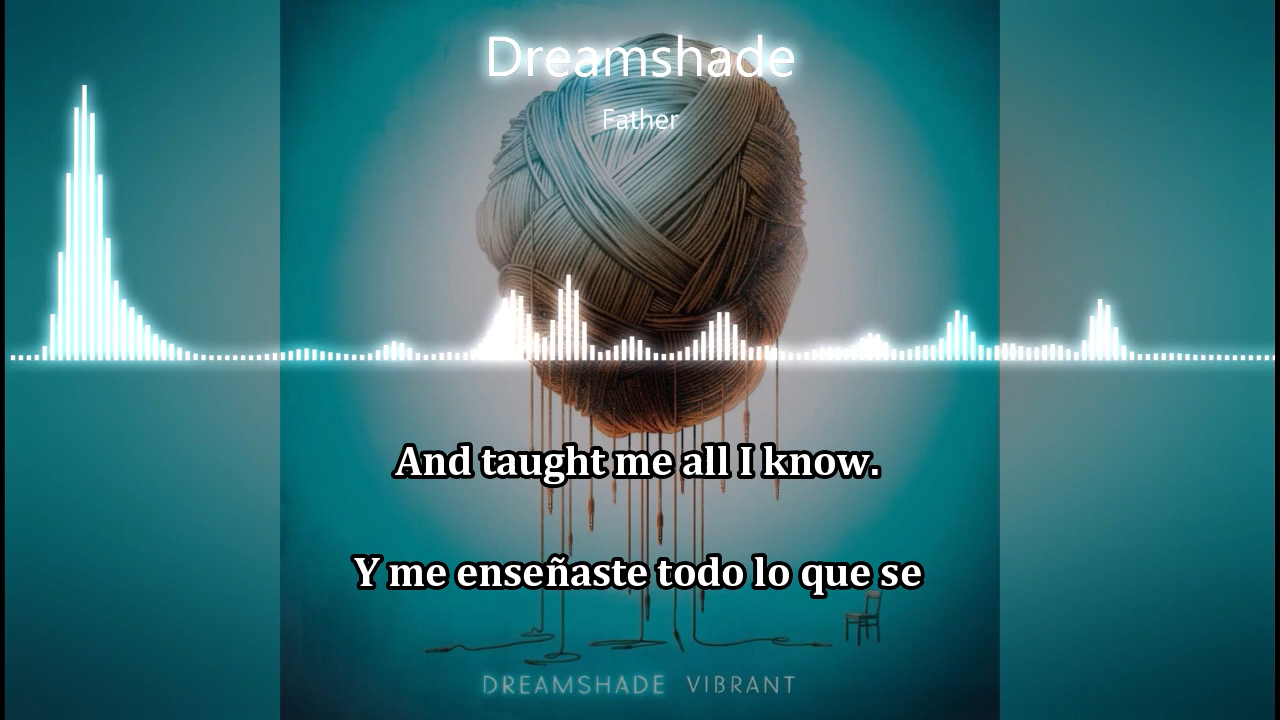 Dreamshade
Father
And taught me all I know.
Y me enseñaste todo lo que se
DREAMSHADE VIBRANT